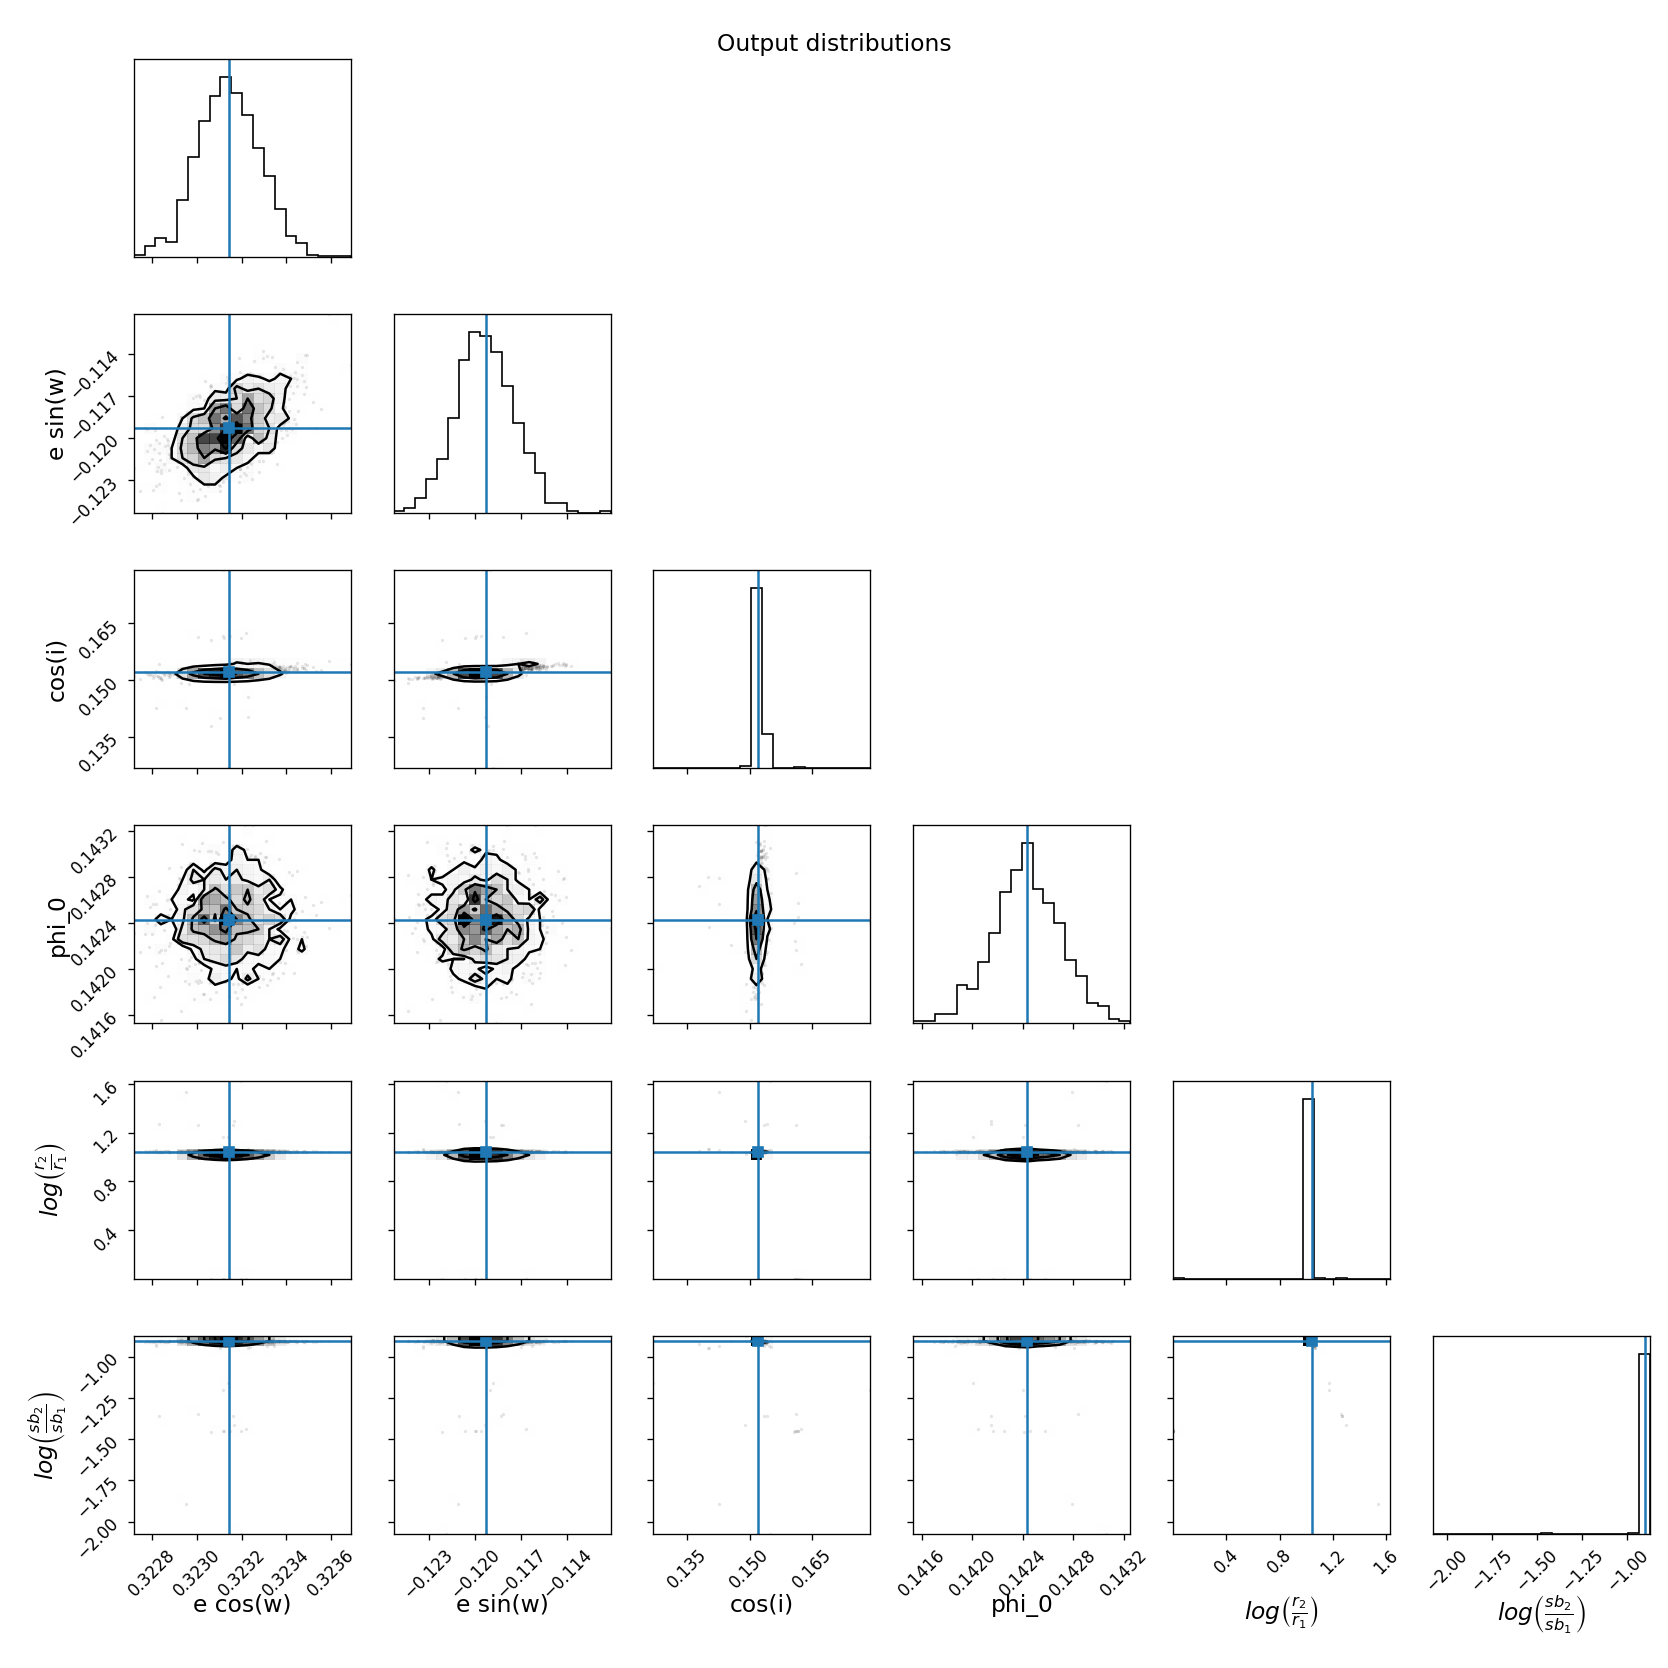 Output distributions
e sin(w)
−0.114
−0.117
−0.120
−0.123
cos(i)
0.165
0.150
0.135
phi_0
0.1432
0.1428
0.1424
0.1420
0.1416
log(r₂/r₁)
1.6
1.2
0.8
0.4
log(sb₂/sb₁)
−1.00
−1.25
−1.50
−1.75
−2.00
0.3228 0.3230 0.3232 0.3234 0.3236
e cos(w)
−0.123 −0.120 −0.117 −0.114
e sin(w)
0.135 0.150 0.165
cos(i)
0.1416 0.1420 0.1424 0.1428 0.1432
phi_0
0.4 0.8 1.2 1.6
log(r₂/r₁)
−2.00 −1.75 −1.50 −1.25 −1.00
log(sb₂/sb₁)